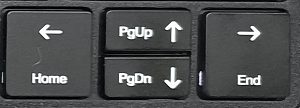 ←
Home
PgUp ↑
PgDn ↓
→
End